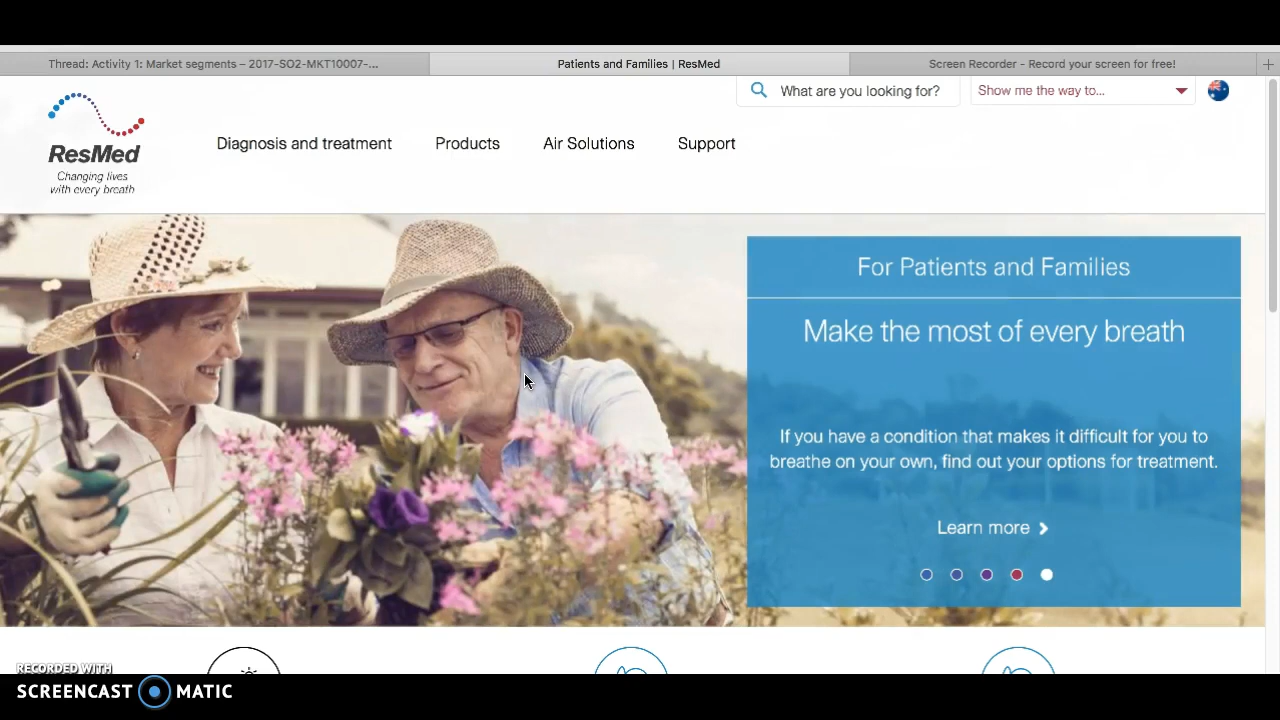 Thread: Activity 1: Market segments – 2017-SO2-MKT10007-...
Patients and Families | ResMed
Screen Recorder - Record your screen for free!
What are you looking for?
Show me the way to...
ResMed
Changing lives
with every breath
Diagnosis and treatment
Products
Air Solutions
Support
For Patients and Families
Make the most of every breath
If you have a condition that makes it difficult for you to
breathe on your own, find out your options for treatment.
Learn more
RECORDED WITH
SCREENCAST MATIC